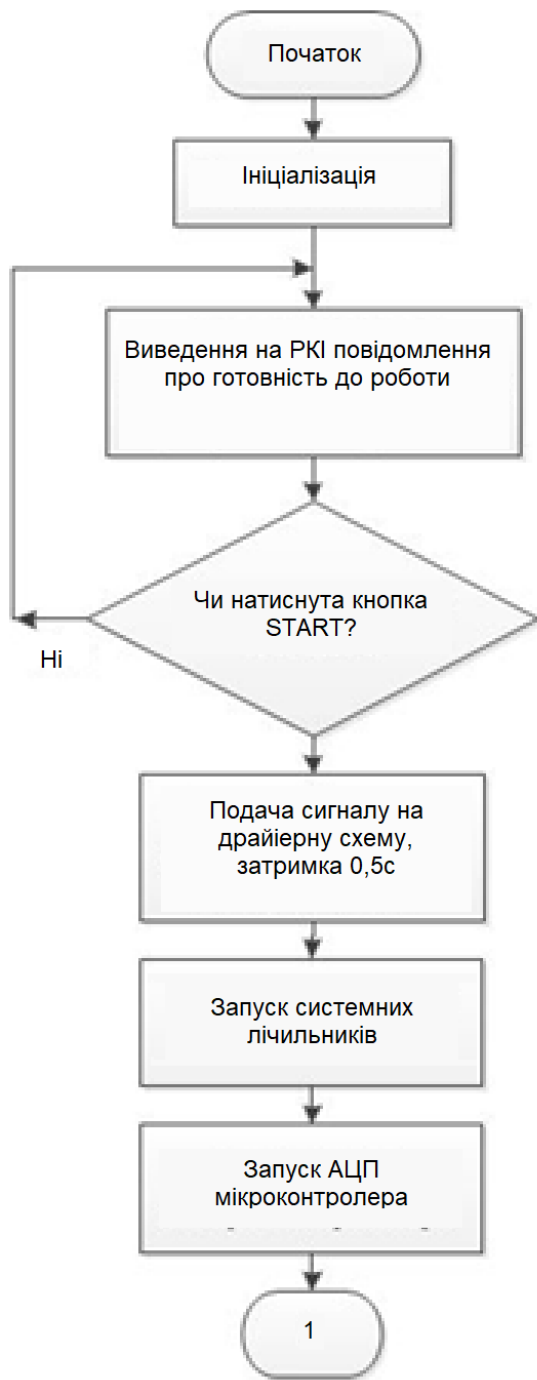 Початок
Ініціалізація
Виведення на РКІ повідомлення
про готовність до роботи
Чи натиснута кнопка
START?
Ні
Подача сигналу на
драйіерну схему,
затримка 0,5с
Запуск системних
лічильників
Запуск АЦП
мікроконтролера
1